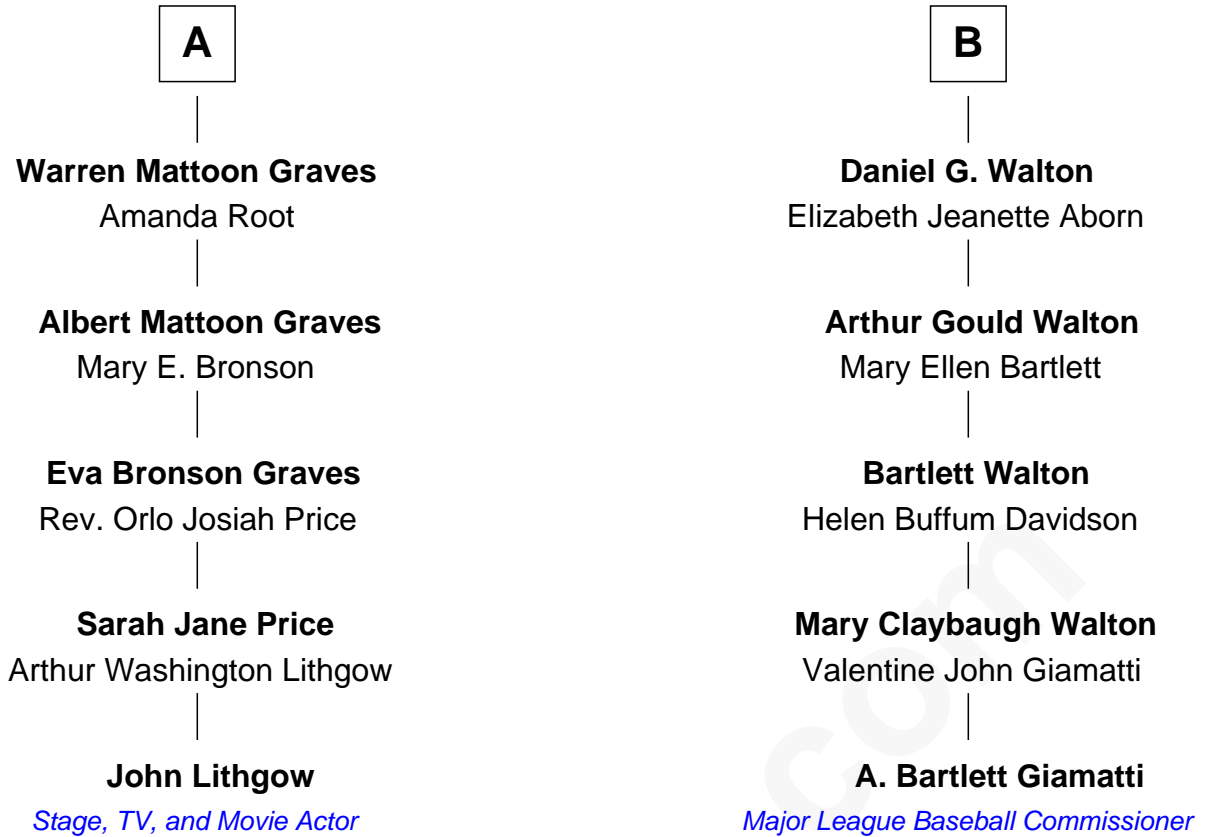 A
Warren Mattoon Graves
Amanda Root
Albert Mattoon Graves
Mary E. Bronson
Eva Bronson Graves
Rev. Orlo Josiah Price
Sarah Jane Price
Arthur Washington Lithgow
John Lithgow
Stage, TV, and Movie Actor
B
Daniel G. Walton
Elizabeth Jeanette Aborn
Arthur Gould Walton
Mary Ellen Bartlett
Bartlett Walton
Helen Buffum Davidson
Mary Claybaugh Walton
Valentine John Giamatti
A. Bartlett Giamatti
Major League Baseball Commissioner
com